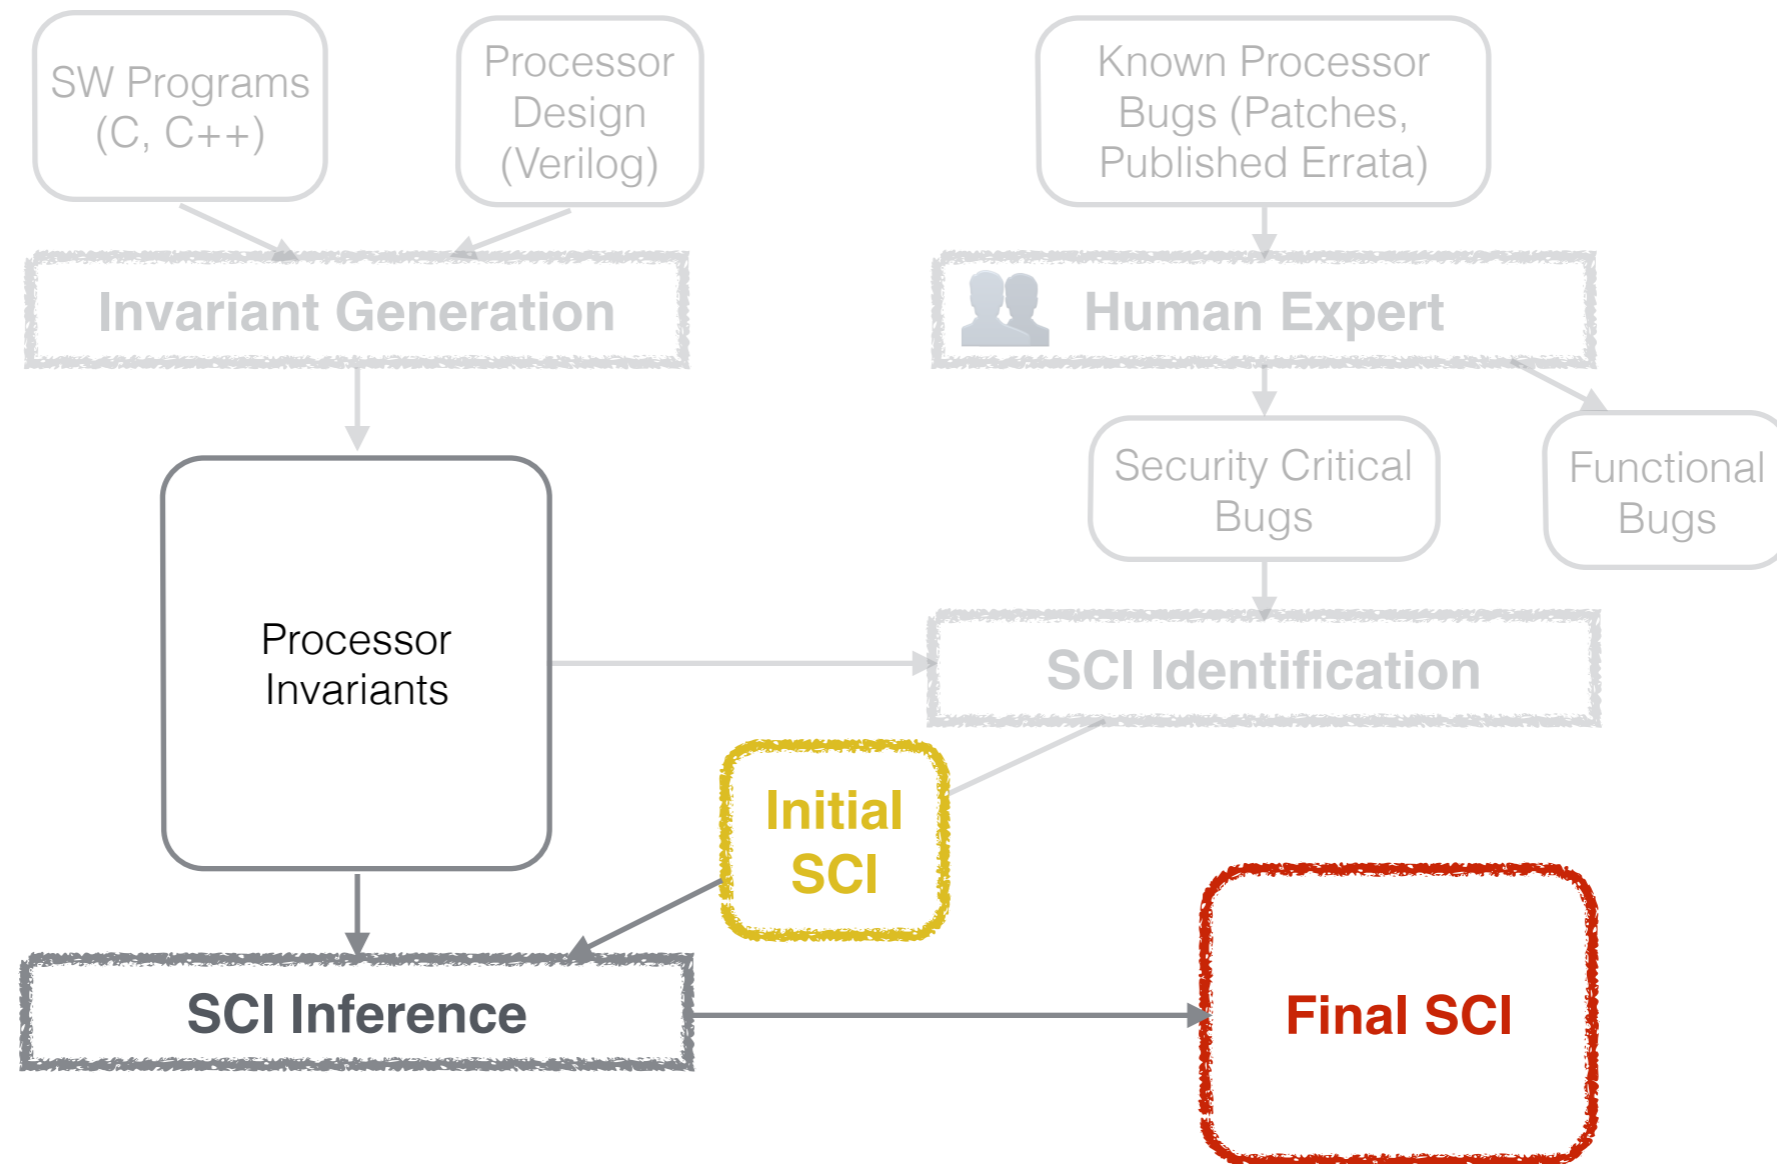 SW Programs
(C, C++)
Processor
Design
(Verilog)
Known Processor
Bugs (Patches,
Published Errata)
Invariant Generation
Human Expert
Security Critical
Bugs
Functional
Bugs
Processor
Invariants
SCI Identification
Initial
SCI
SCI Inference
Final SCI